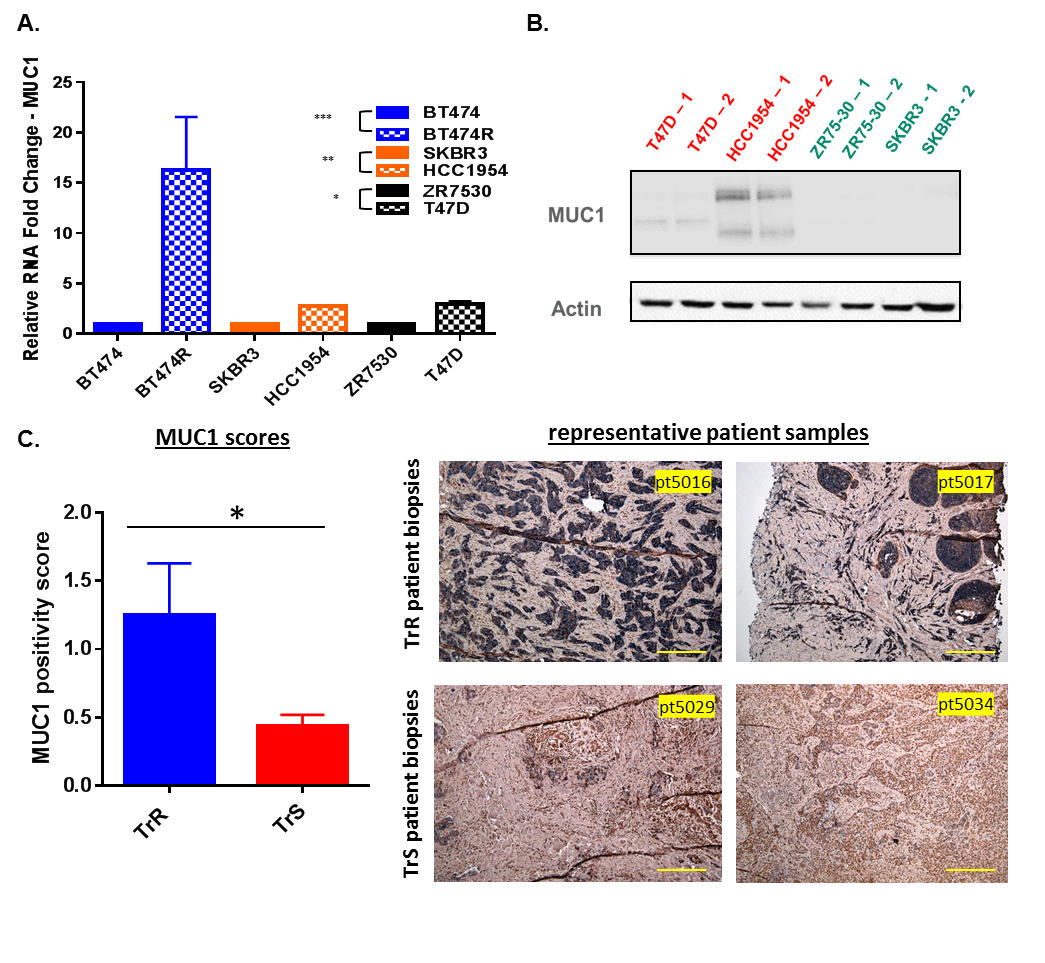 A.
Relative RNA Fold Change - MUC1
25
20
15
10
5
0
*** BT474
BT474R
** SKBR3
HCC1954
* ZR7530
T47D
BT474
BT474R
SKBR3
HCC1954
ZR7530
T47D
B.
T47D – 1
T47D – 2
HCC1954 – 1
HCC1954 – 2
ZR75-30 – 1
ZR75-30 – 2
SKBR3 - 1
SKBR3 - 2
MUC1
Actin
C.
MUC1 scores
MUC1 positivity score
2.0
1.5
1.0
0.5
0.0
*
TrR
TrS
representative patient samples
TrR patient biopsies
pt5016
pt5017
TrS patient biopsies
pt5029
pt5034